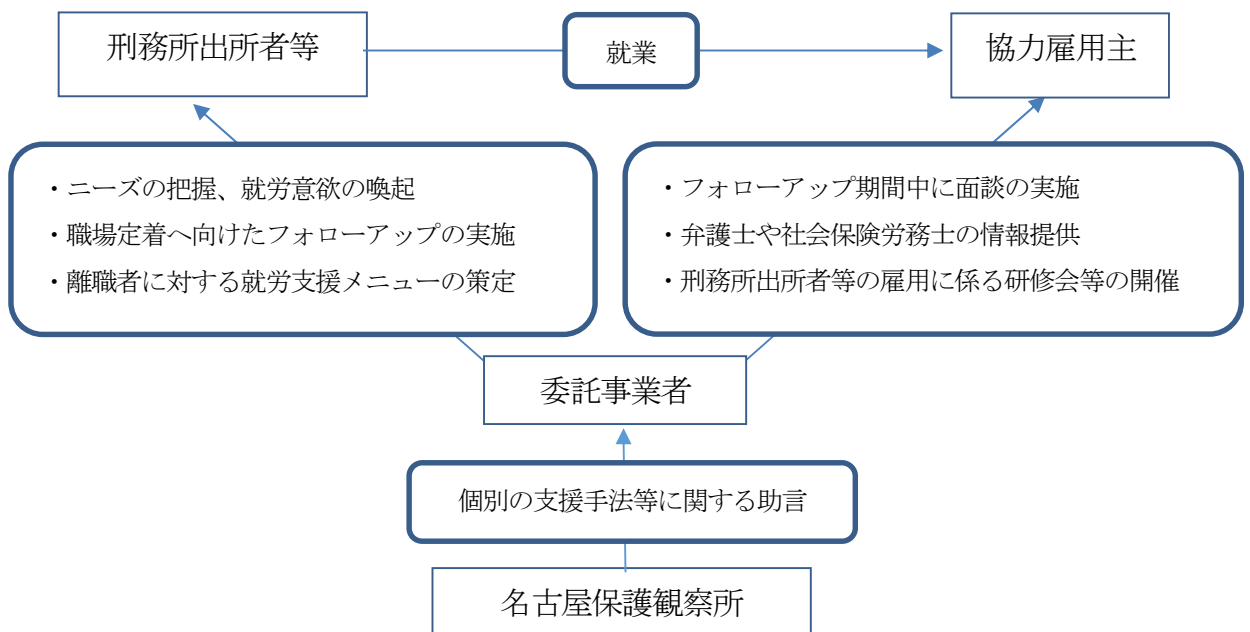 刑務所出所者等
就業
協力雇用主
・ニーズの把握、就労意欲の喚起
・職場定着へ向けたフォローアップの実施
・離職者に対する就労支援メニューの策定
・フォローアップ期間中に面談の実施
・弁護士や社会保険労務士の情報提供
・刑務所出所者等の雇用に係る研修会等の開催
委託事業者
個別の支援手法等に関する助言
名古屋保護観察所